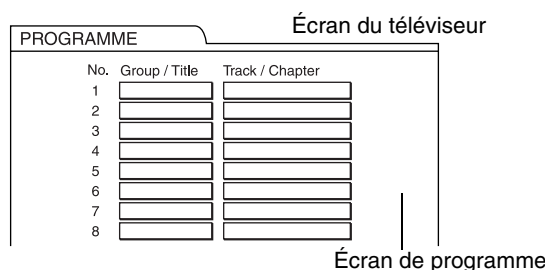 Écran du téléviseur
PROGRAMME
No. Group / Title Track / Chapter
1
2
3
4
5
6
7
8
Écran de programme